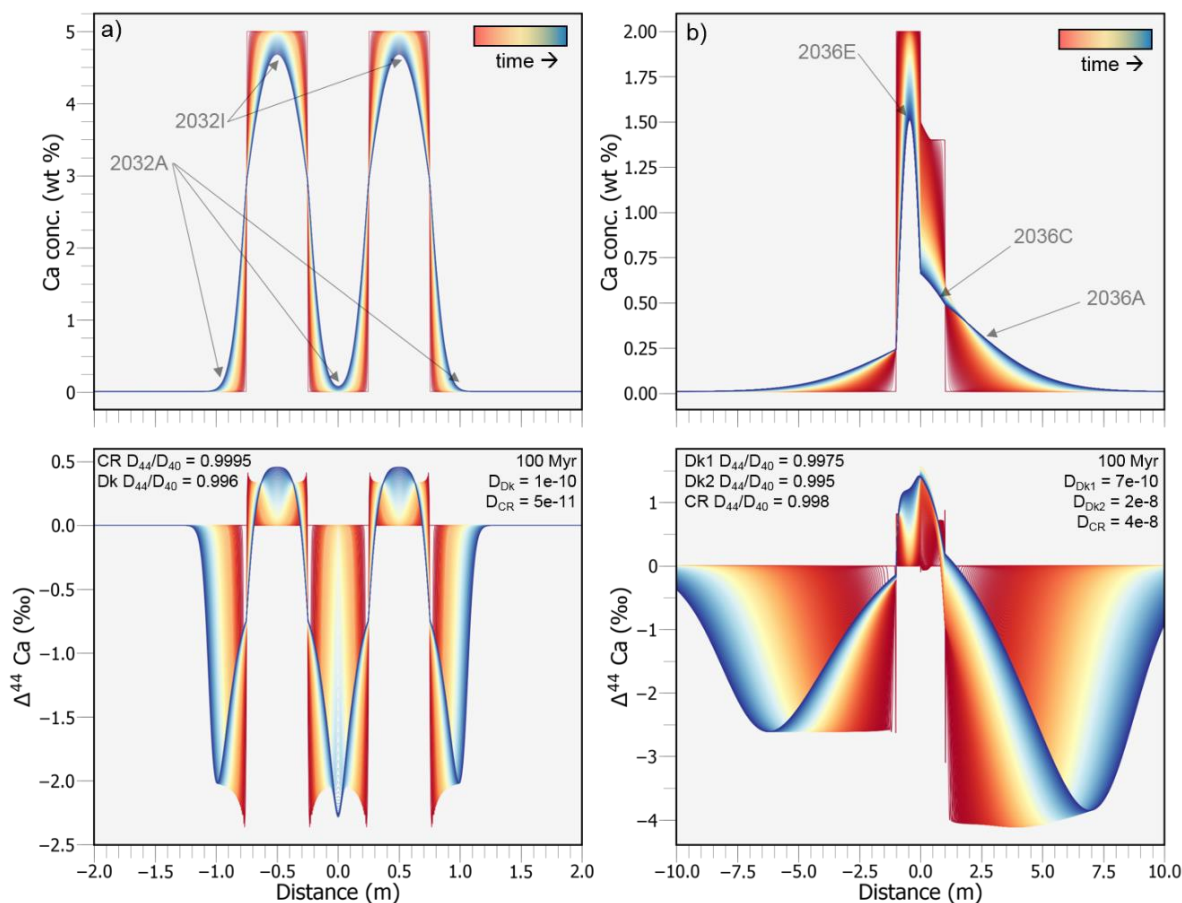 a)
time →
2032I
2032A
5
4
3
2
1
0
Ca conc. (wt %)
b)
time →
2036E
2036C
2036A
2.00
1.75
1.50
1.25
1.00
0.75
0.50
0.25
0.00
Ca conc. (wt %)
CR D44/D40 = 0.9995
Dk D44/D40 = 0.996
100 Myr
DDk = 1e-10
DCR = 5e-11
0.5
0.0
−0.5
−1.0
−1.5
−2.0
−2.5
Δ44 Ca (‰)
−2.0 −1.5 −1.0 −0.5 0.0 0.5 1.0 1.5 2.0
Distance (m)
Dk1 D44/D40 = 0.9975
Dk2 D44/D40 = 0.995
CR D44/D40 = 0.998
100 Myr
DDk1 = 7e-10
DDk2 = 2e-8
DCR = 4e-8
1
0
−1
−2
−3
−4
Δ44 Ca (‰)
−10.0 −7.5 −5.0 −2.5 0.0 2.5 5.0 7.5 10.0
Distance (m)